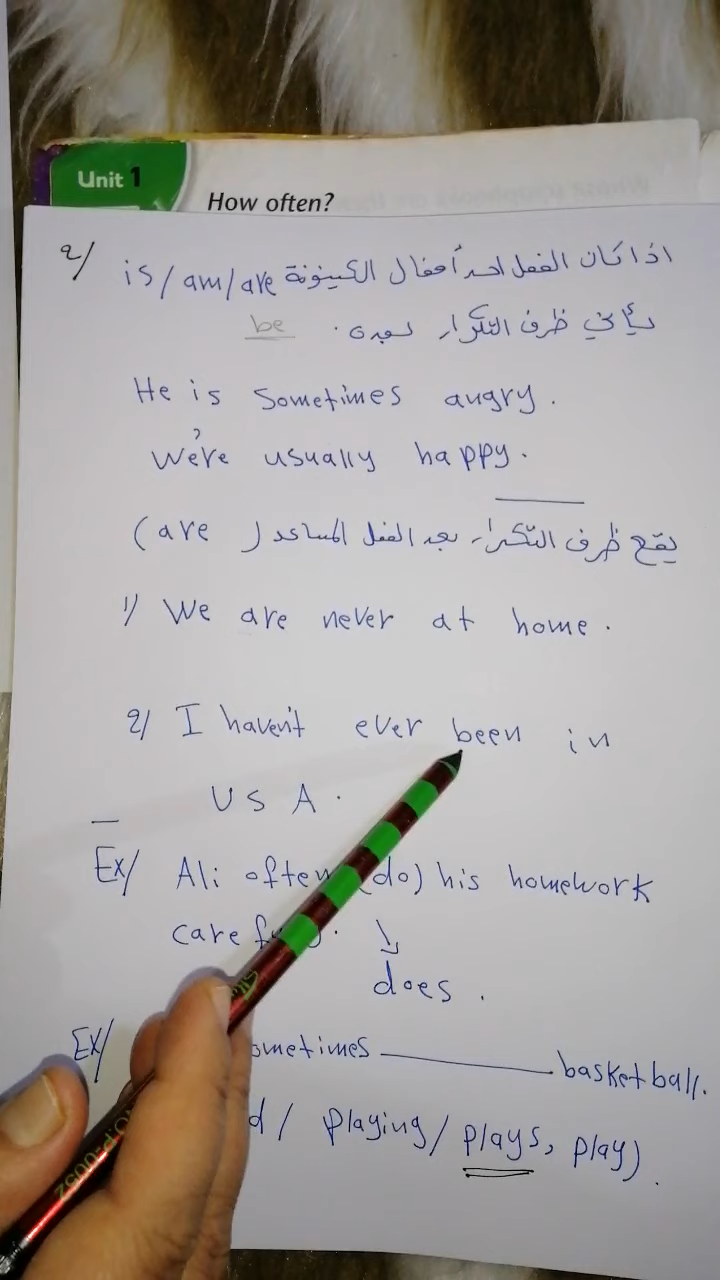 Unit 1
How often?
2/ is/am/are اذا كان الفعل احد أفعال الكينونة
يأتي ظرف التكرار بعده. be
He is sometimes angry.
We're usually happy.
يقع ظرف التكرار بعد الفعل المساعد (are)
1/ We are never at home.
2/ I haven't ever been in
USA.
Ex/ Ali often (do) his homework
does.
Ex/ basketball.
playing/ plays, play)
No.P-0052